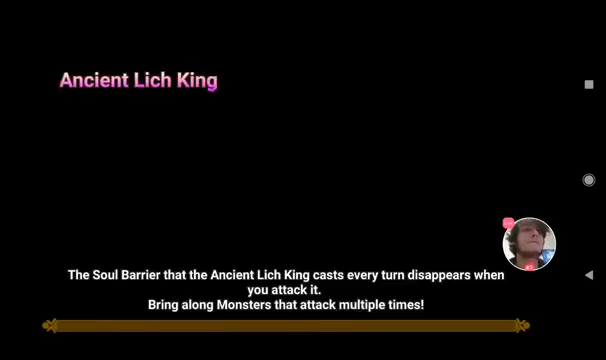 Ancient Lich King
The Soul Barrier that the Ancient Lich King casts every turn disappears when
you attack it.
Bring along Monsters that attack multiple times!